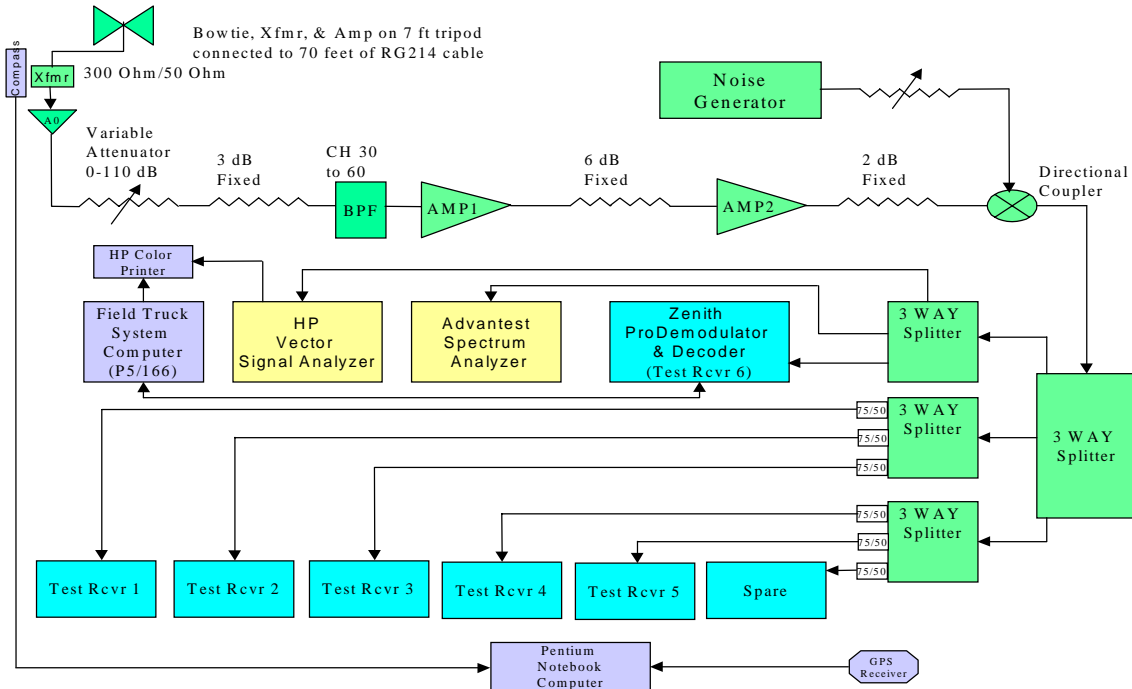 Bowtie, Xfmr, & Amp on 7 ft tripod
connected to 70 feet of RG214 cable
Compass
Xfmr
300 Ohm/50 Ohm
A0
Noise
Generator
Variable
Attenuator
0-110 dB
3 dB
Fixed
CH 30
to 60
BPF
AMP1
6 dB
Fixed
AMP2
2 dB
Fixed
Directional
Coupler
HP Color
Printer
Field Truck
System
Computer
(P5/166)
HP
Vector
Signal Analyzer
Advantest
Spectrum
Analyzer
Zenith
ProDemodulator
& Decoder
(Test Rcvr 6)
3 WAY
Splitter
75/50
75/50
75/50
3 WAY
Splitter
3 WAY
Splitter
75/50
75/50
75/50
3 WAY
Splitter
Test Rcvr 1
Test Rcvr 2
Test Rcvr 3
Test Rcvr 4
Test Rcvr 5
Spare
Pentium
Notebook
Computer
GPS
Receiver